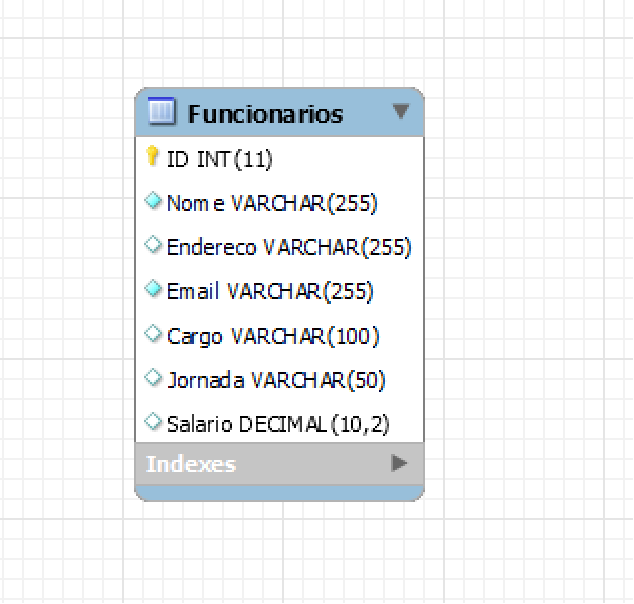 Funcionarios
ID INT(11)
Nome VARCHAR(255)
Endereco VARCHAR(255)
Email VARCHAR(255)
Cargo VARCHAR(100)
Jornada VARCHAR(50)
Salario DECIMAL(10,2)
Indexes